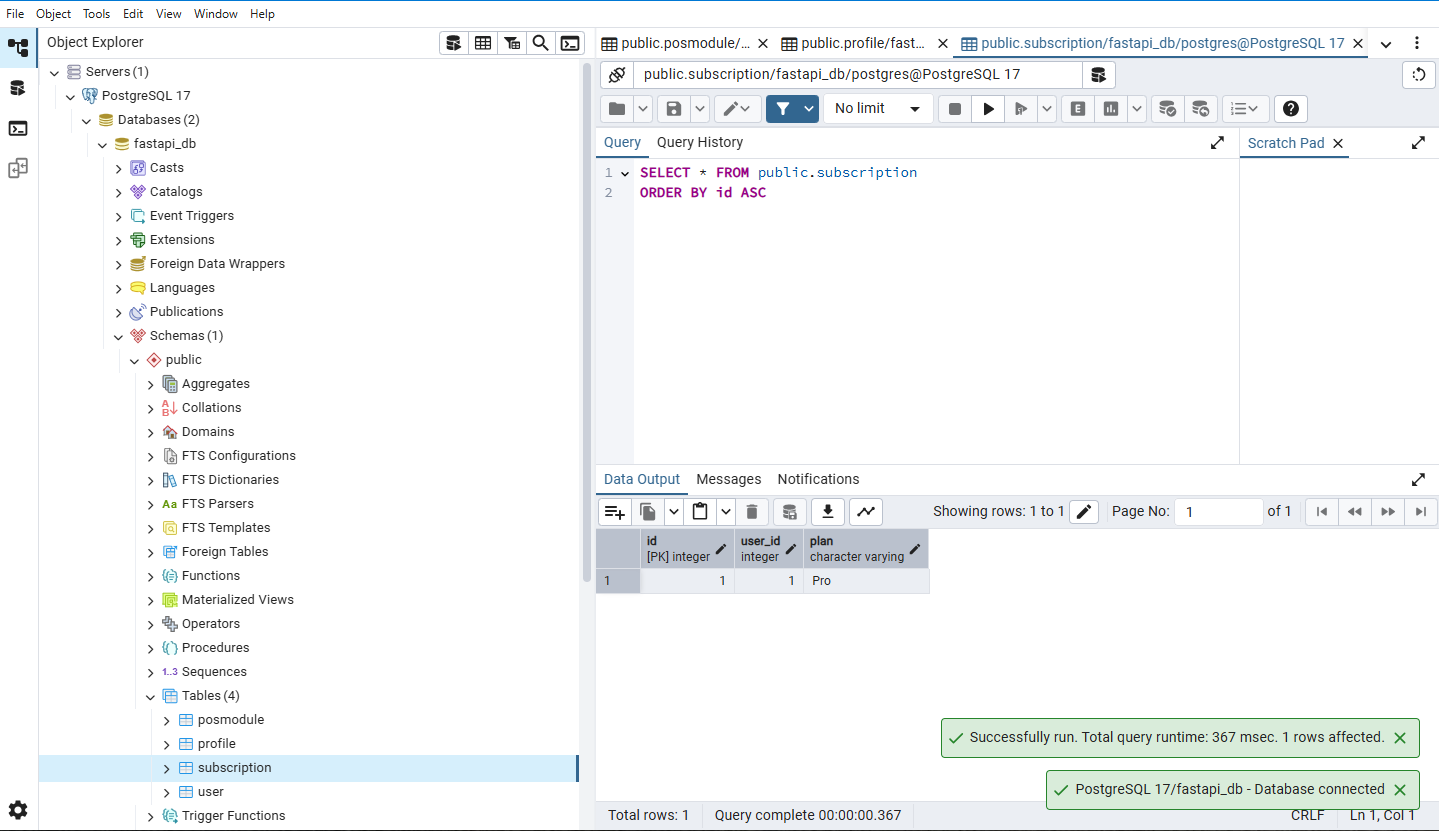 File Object Tools Edit View Window Help
Object Explorer
Servers (1)
PostgreSQL 17
Databases (2)
fastapi_db
Casts
Catalogs
Event Triggers
Extensions
Foreign Data Wrappers
Languages
Publications
Schemas (1)
public
Aggregates
Collations
Domains
FTS Configurations
FTS Dictionaries
Aa FTS Parsers
FTS Templates
Foreign Tables
Functions
Materialized Views
Operators
Procedures
1..3 Sequences
Tables (4)
posmodule
profile
subscription
user
Trigger Functions
public.posmodule/... public.profile/fast... public.subscription/fastapi_db/postgres@PostgreSQL 17
public.subscription/fastapi_db/postgres@PostgreSQL 17
No limit E
Query Query History
1 SELECT * FROM public.subscription
2 ORDER BY id ASC
Scratch Pad
Data Output Messages Notifications
Showing rows: 1 to 1 Page No: 1 of 1
id user_id plan
[PK] integer integer character varying
1 1 1 Pro
Successfully run. Total query runtime: 367 msec. 1 rows affected.
PostgreSQL 17/fastapi_db - Database connected
Total rows: 1 Query complete 00:00:00.367 CRLF Ln 1, Col 1